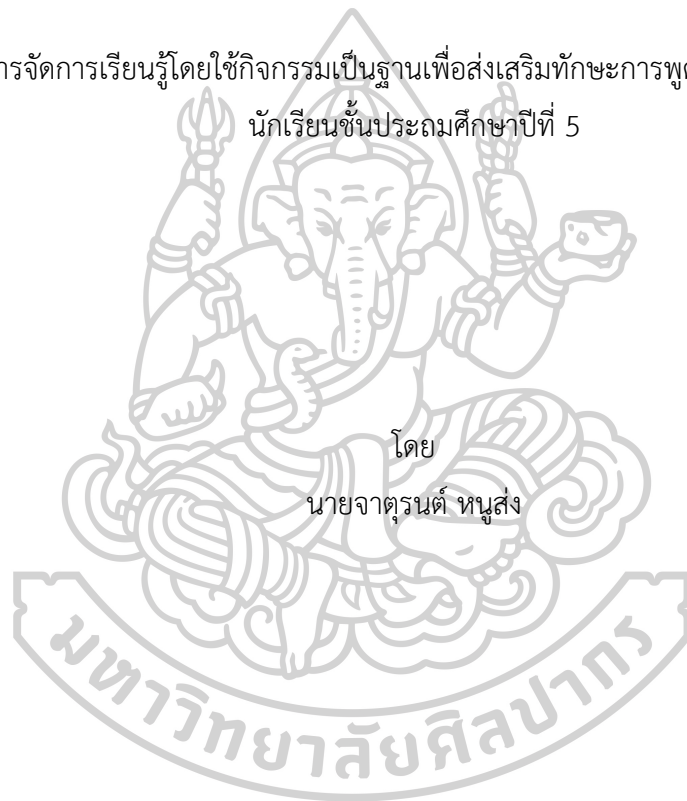 ารจัดการเรียนรู้โดยใช้กิจกรรมเป็นฐานเพื่อส่งเสริมทักษะการพูด
นักเรียนชั้นประถมศึกษาปีที่ 5
โดย
นายจาตุรนต์ หนูส่ง
มหาวิทยาลัยศิลปากร